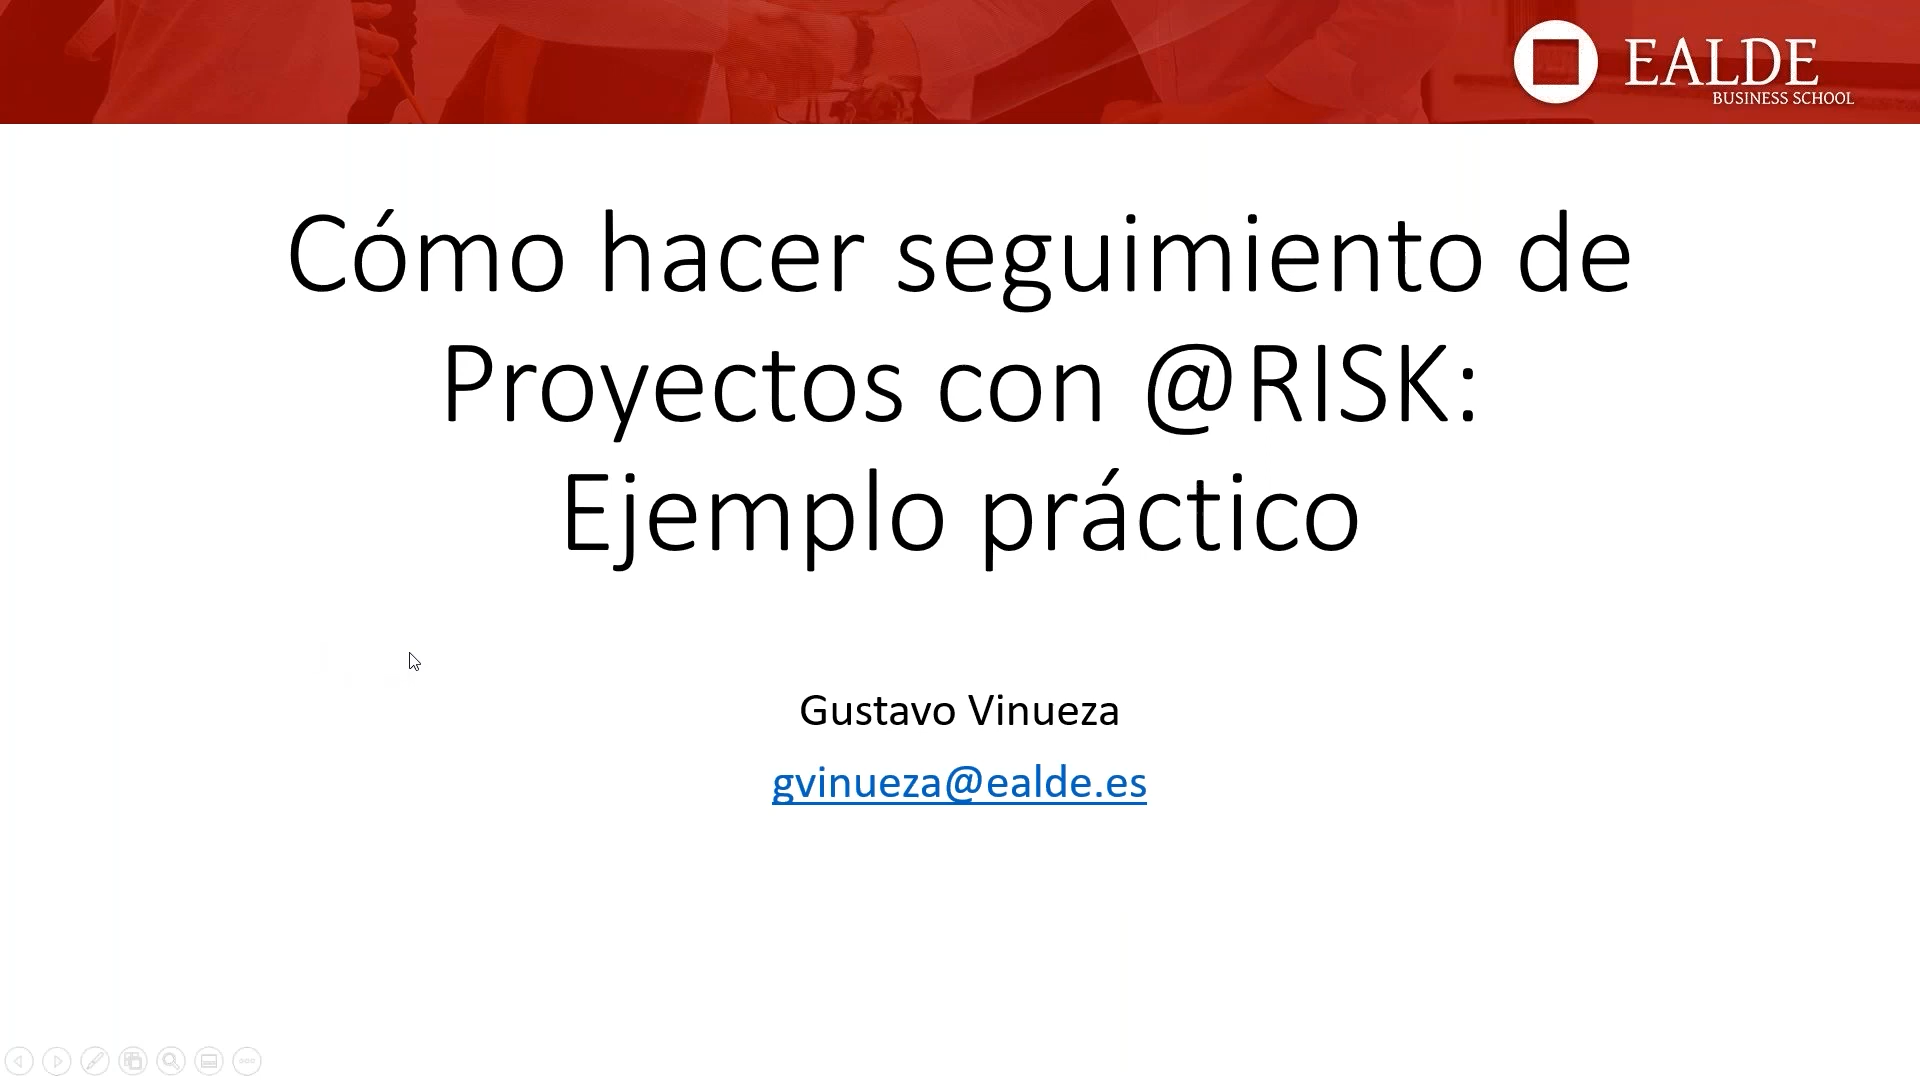 EALDE
BUSINESS SCHOOL
Cómo hacer seguimiento de
Proyectos con @RISK:
Ejemplo práctico
Gustavo Vinueza
gvinueza@ealde.es